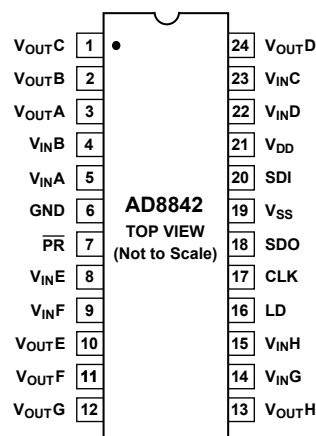 VOUTC 1 24 VOUTD
VOUTB 2 23 VINC
VOUTA 3 22 VIND
VINB 4 21 VDD
VINA 5 20 SDI
GND 6 AD8842 19 VSS
PR 7 TOP VIEW 18 SDO
(Not to Scale)
VINE 8 17 CLK
VINF 9 16 LD
VOUTE 10 15 VINH
VOUTF 11 14 VING
VOUTG 12 13 VOUTH